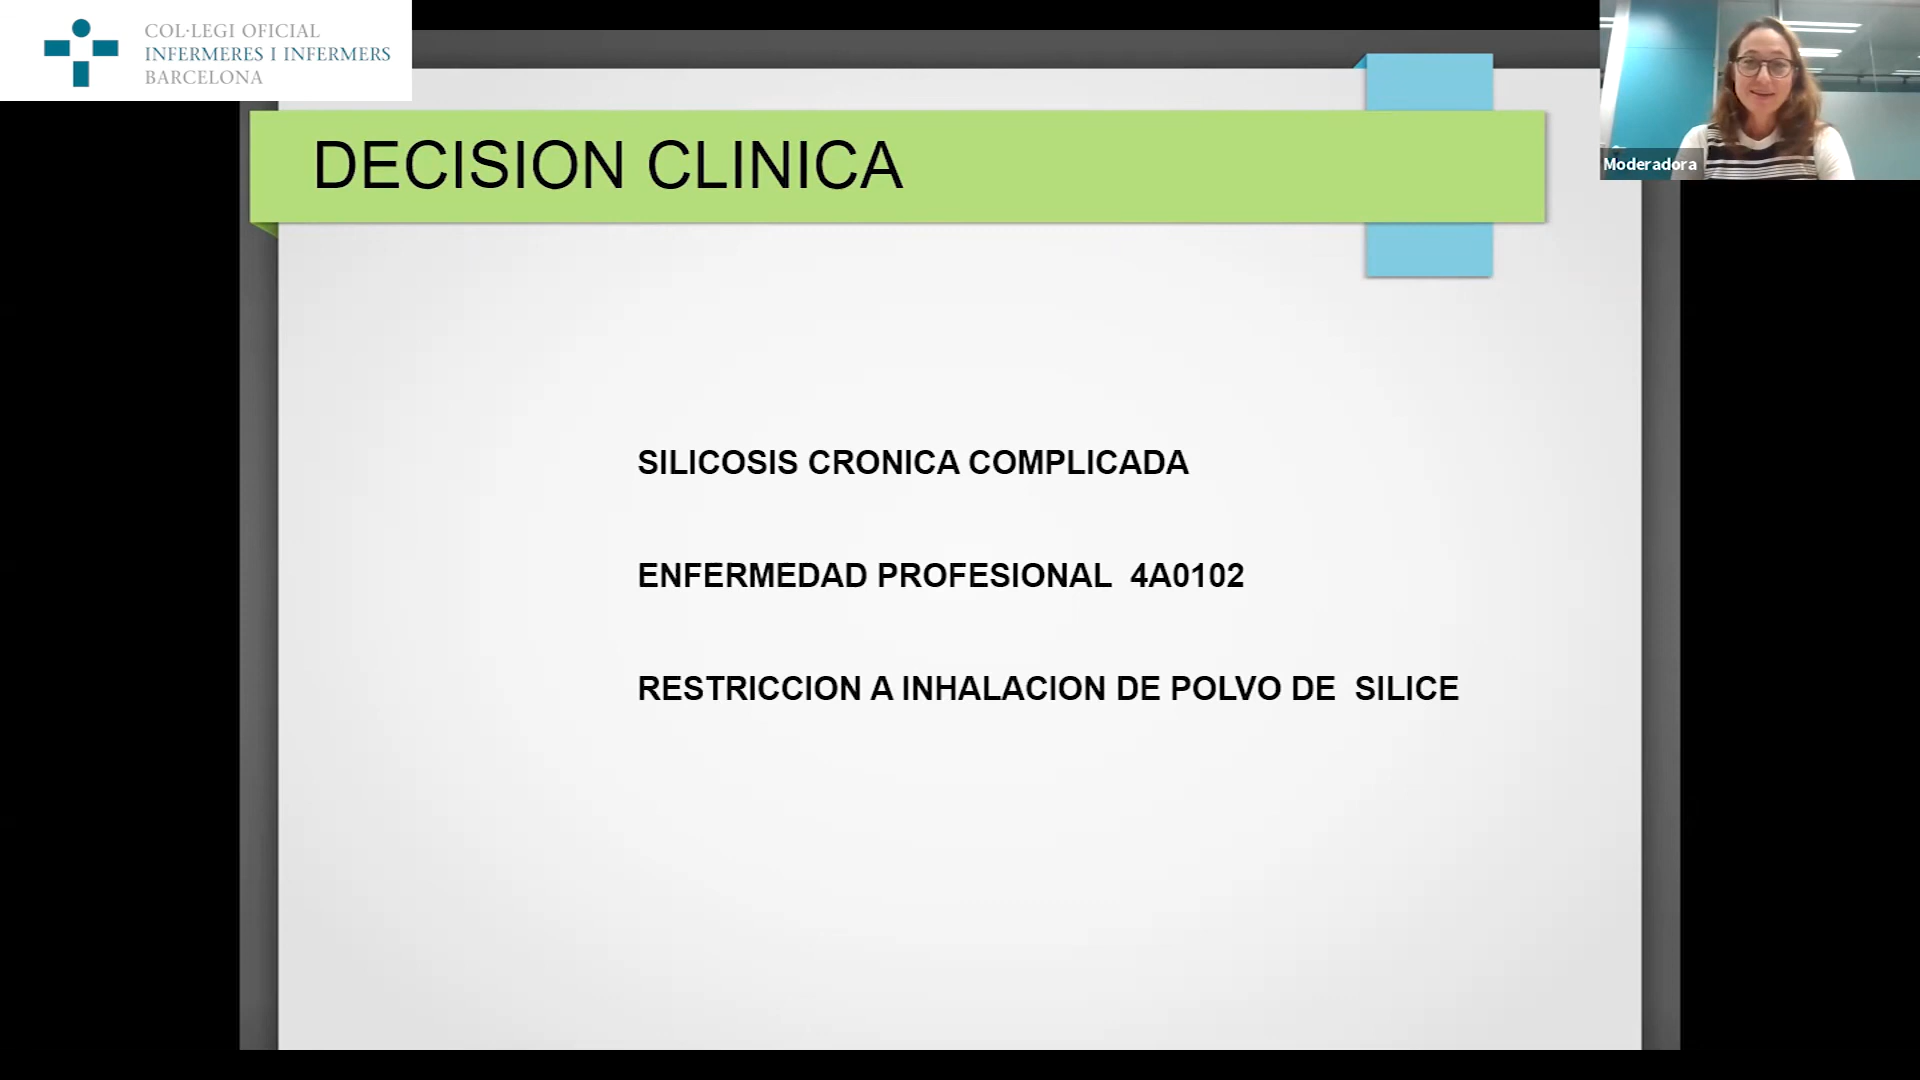 COL·LEGI OFICIAL
INFERMERES I INFERMERS
BARCELONA
Moderadora
DECISION CLINICA
SILICOSIS CRONICA COMPLICADA
ENFERMEDAD PROFESIONAL 4A0102
RESTRICCION A INHALACION DE POLVO DE SILICE